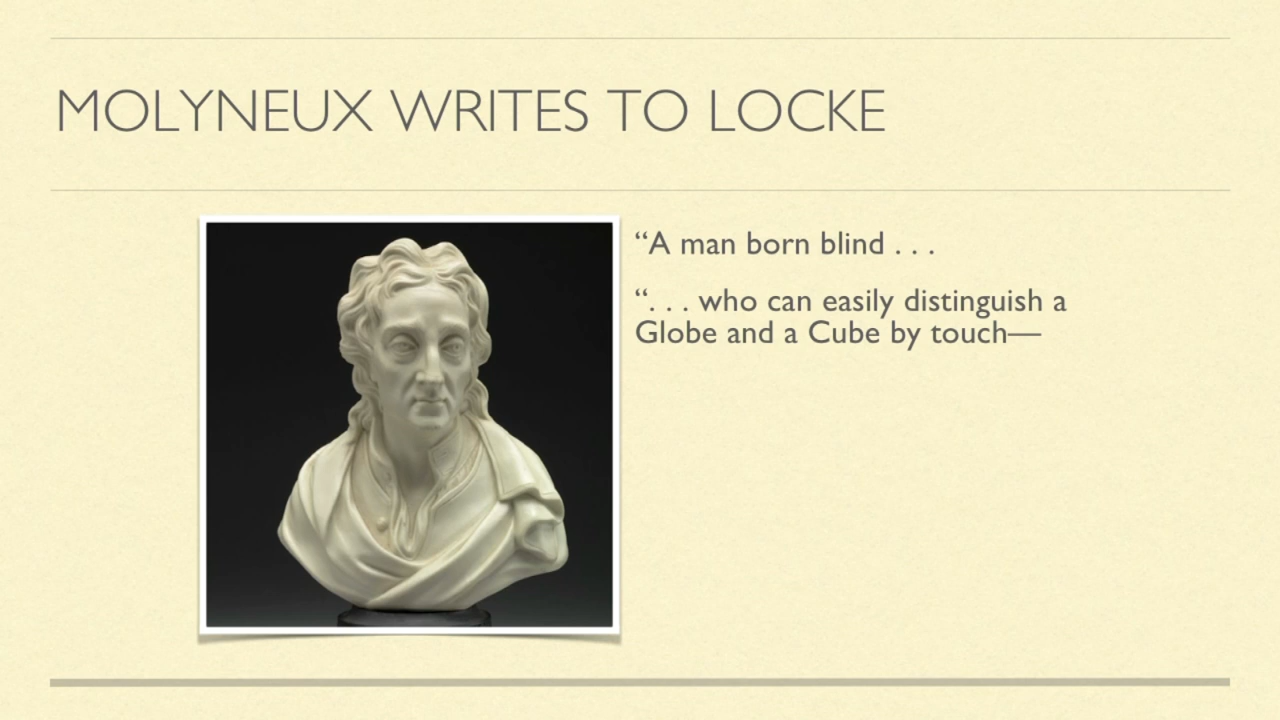 MOLYNEUX WRITES TO LOCKE
“A man born blind . . .
“. . . who can easily distinguish a
Globe and a Cube by touch—